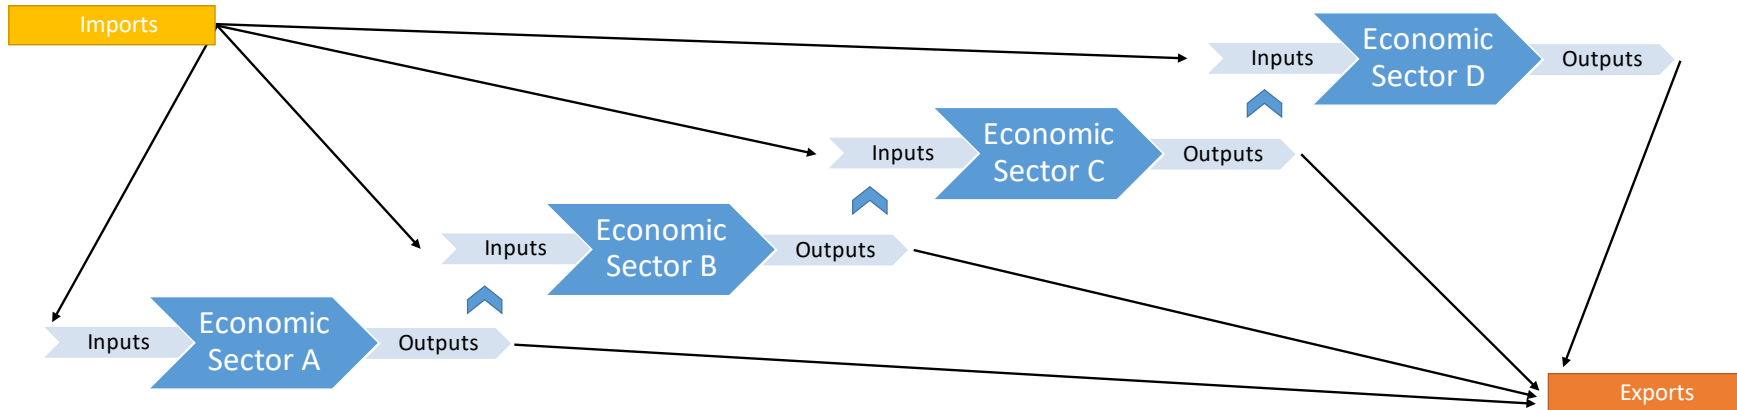 Imports
Inputs
Economic
Sector D
Outputs
Inputs
Economic
Sector C
Outputs
Inputs
Economic
Sector B
Outputs
Inputs
Economic
Sector A
Outputs
Exports